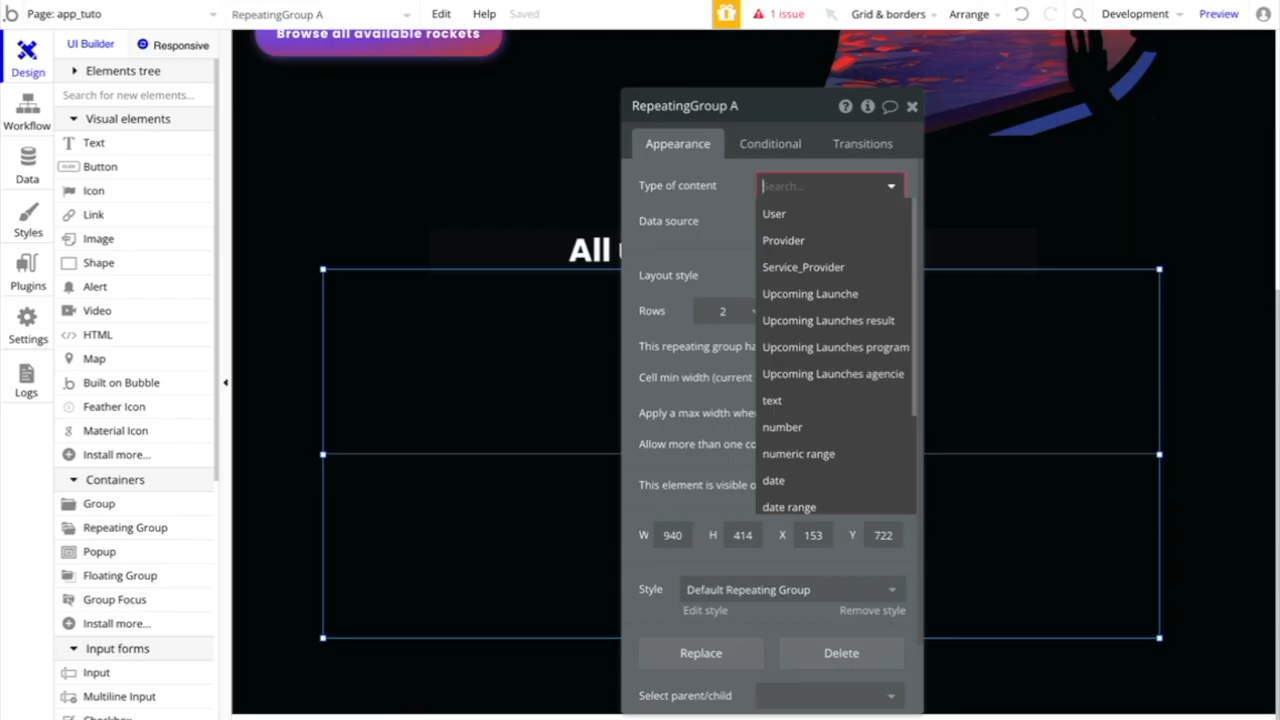 Page: app_tuto
RepeatingGroup A
Edit
Help
Saved
1 issue
Grid & borders
Arrange
Development
Preview
Design
Workflow
Data
Styles
Plugins
Settings
Logs
UI Builder
Responsive
Elements tree
Search for new elements...
Visual elements
Text
Button
Icon
Link
Image
Shape
Alert
Video
HTML
Map
Built on Bubble
Feather Icon
Material Icon
Install more...
Containers
Group
Repeating Group
Popup
Floating Group
Group Focus
Install more...
Input forms
Input
Multiline Input
Browse all available rockets
All
RepeatingGroup A
Appearance
Conditional
Transitions
Type of content
Search...
User
Provider
Service_Provider
Upcoming Launche
Upcoming Launches result
Upcoming Launches program
Upcoming Launches agencie
text
number
numeric range
date
date range
Data source
Layout style
Rows 2
This repeating group ha
Cell min width (current
Apply a max width whe
Allow more than one co
This element is visible o
W 940 H 414 X 153 Y 722
Style Default Repeating Group
Edit style
Remove style
Replace
Delete
Select parent/child